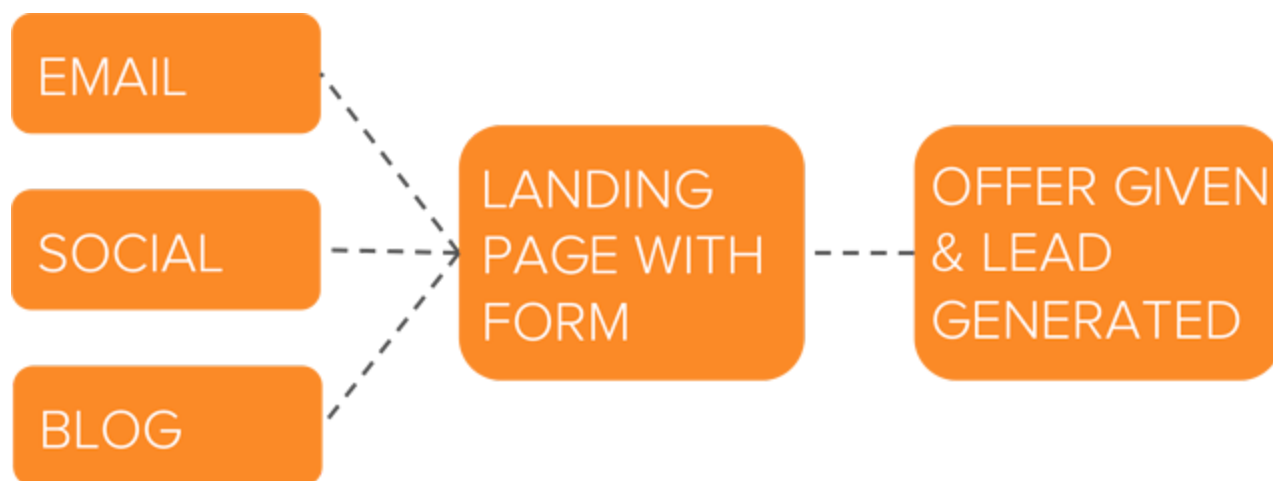 EMAIL
SOCIAL
BLOG
LANDING
PAGE WITH
FORM
OFFER GIVEN
& LEAD
GENERATED